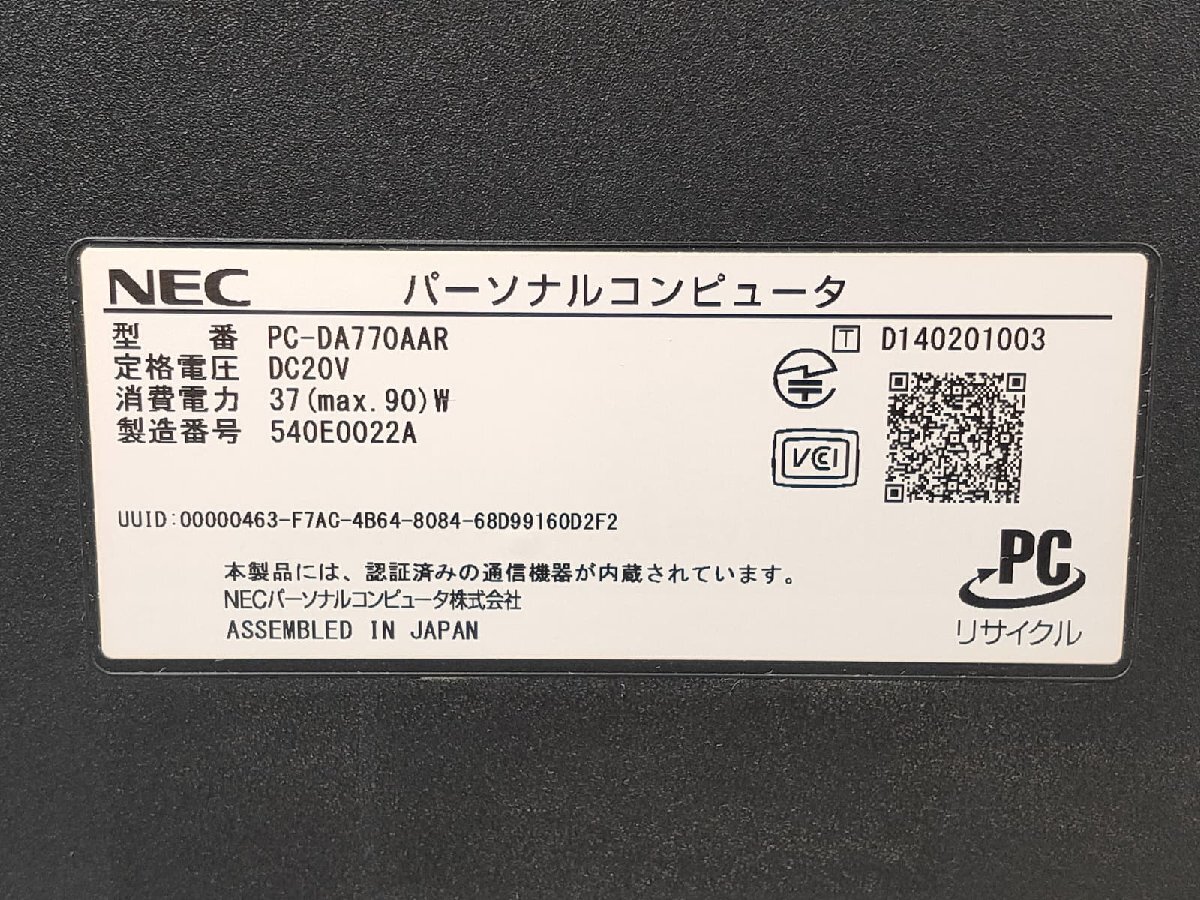 NEC パーソナルコンピュータ
型番 PC-DA770AAR
定格電圧 DC20V
消費電力 37(max.90)W
製造番号 540E0022A
T D140201003
VCCI
UUID:00000463-F7AC-4B64-8084-68D99160D2F2
本製品には、認証済みの通信機器が内蔵されています。
NECパーソナルコンピュータ株式会社
ASSEMBLED IN JAPAN
PC
リサイクル